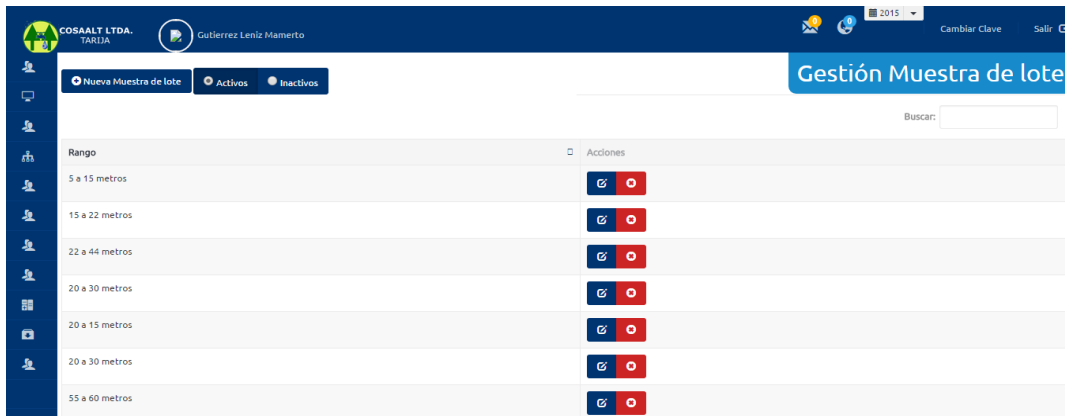 COSAALT LTDA.
TARIJA
Gutierrez Leniz Mamerto
0
0
2015
Cambiar Clave
Salir
Nueva Muestra de lote
Activos
Inactivos
Gestión Muestra de lote
Buscar:
Rango
Acciones
5 a 15 metros
15 a 22 metros
22 a 44 metros
20 a 30 metros
20 a 15 metros
20 a 30 metros
55 a 60 metros